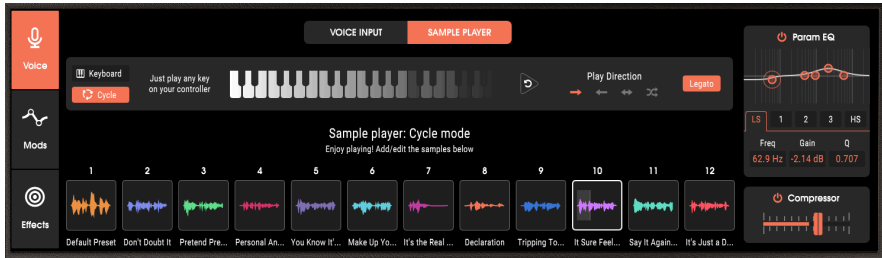 VOICE INPUT
SAMPLE PLAYER
Voice
Mods
Effects
Keyboard
Cycle
Just play any key
on your controller
Play Direction
Legato
Sample player: Cycle mode
Enjoy playing! Add/edit the samples below
1 2 3 4 5 6 7 8 9 10 11 12
Default Preset Don't Doubt It Pretend Pre... Personal An... You Know It'... Make Up Yo... It's the Real ... Declaration Tripping To... It Sure Feel... Say It Again... It's Just a D...
Param EQ
LS 1 2 3 HS
Freq Gain Q
62.9 Hz -2.14 dB 0.707
Compressor